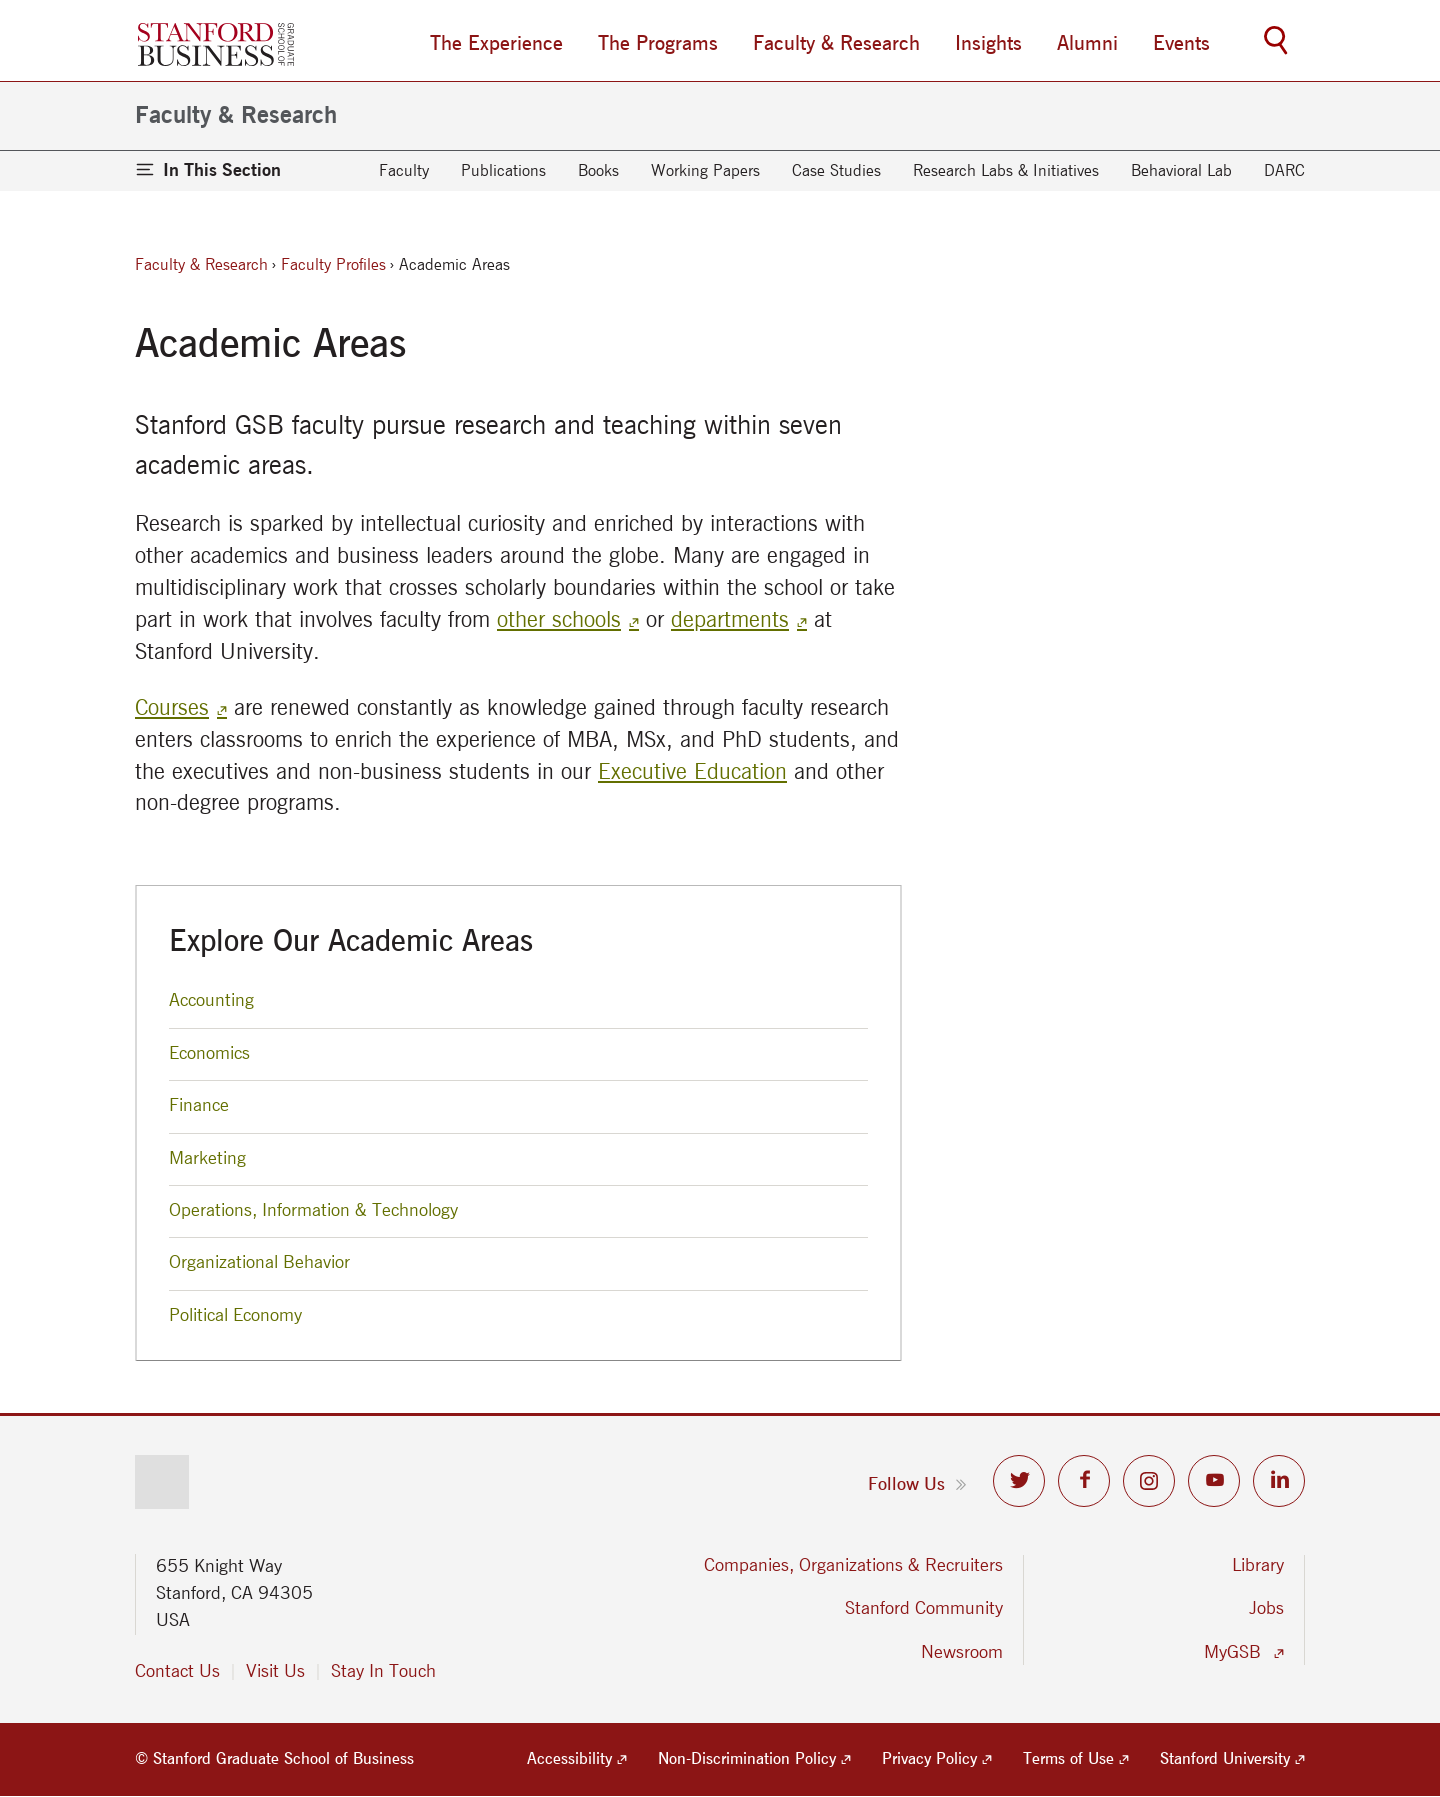 STANFORD
BUSINESS
GRADUATE
SCHOOL OF
The Experience The Programs Faculty & Research Insights Alumni Events
Faculty & Research
In This Section Faculty Publications Books Working Papers Case Studies Research Labs & Initiatives Behavioral Lab DARC
Faculty & Research › Faculty Profiles › Academic Areas
Academic Areas
Stanford GSB faculty pursue research and teaching within seven
academic areas.
Research is sparked by intellectual curiosity and enriched by interactions with
other academics and business leaders around the globe. Many are engaged in
multidisciplinary work that crosses scholarly boundaries within the school or take
part in work that involves faculty from other schools or departments at
Stanford University.
Courses are renewed constantly as knowledge gained through faculty research
enters classrooms to enrich the experience of MBA, MSx, and PhD students, and
the executives and non-business students in our Executive Education and other
non-degree programs.
Explore Our Academic Areas
Accounting
Economics
Finance
Marketing
Operations, Information & Technology
Organizational Behavior
Political Economy
Follow Us
655 Knight Way
Stanford, CA 94305
USA
Contact Us | Visit Us | Stay In Touch
Companies, Organizations & Recruiters
Stanford Community
Newsroom
Library
Jobs
MyGSB
© Stanford Graduate School of Business Accessibility Non-Discrimination Policy Privacy Policy Terms of Use Stanford University